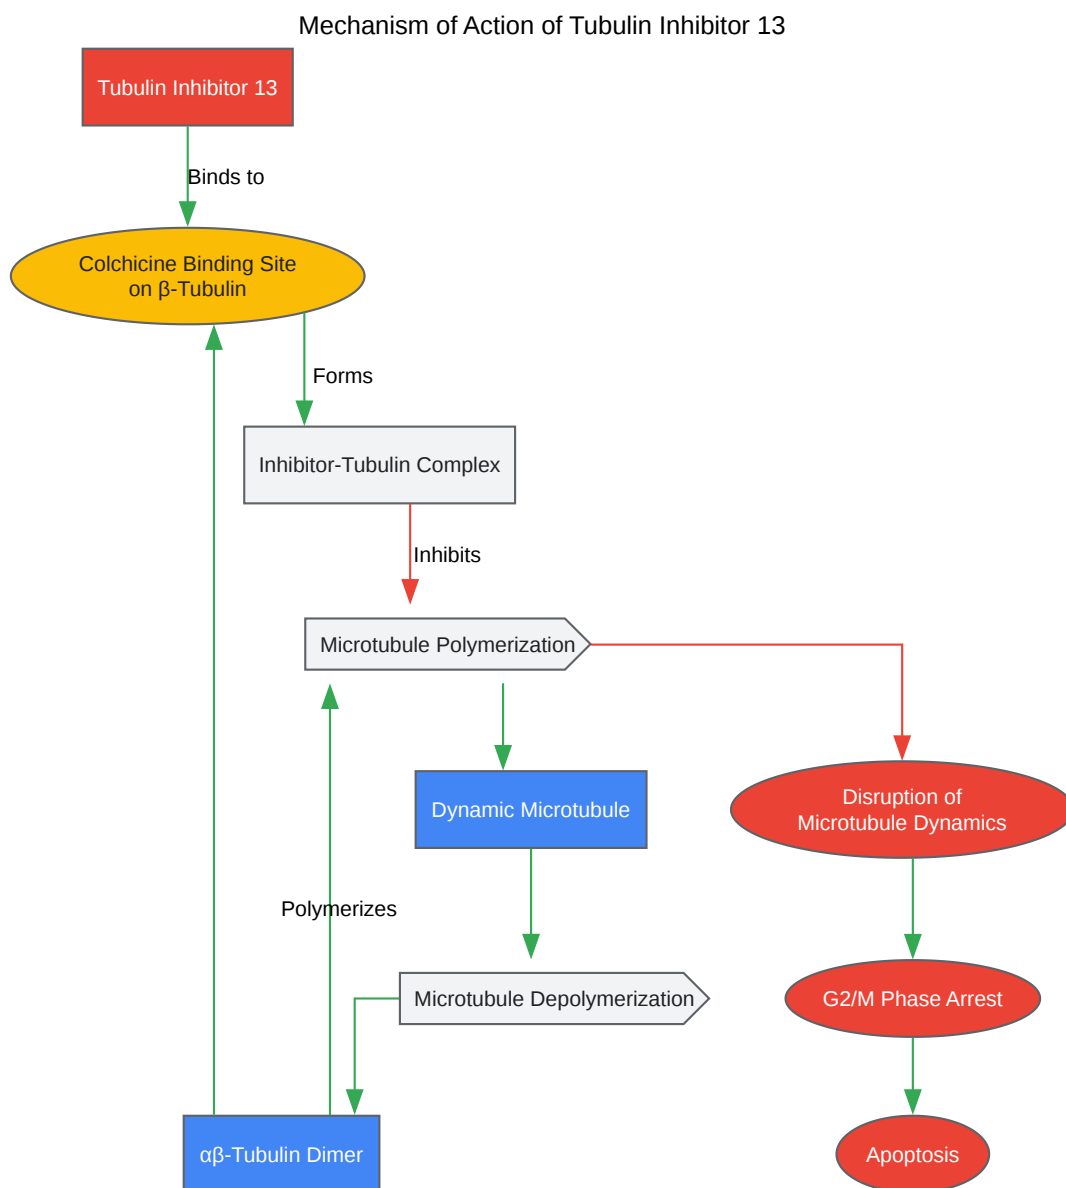 Mechanism of Action of Tubulin Inhibitor 13
Tubulin Inhibitor 13
Binds to
Colchicine Binding Site
on β-Tubulin
Forms
Inhibitor-Tubulin Complex
Inhibits
Microtubule Polymerization
Dynamic Microtubule
Disruption of
Microtubule Dynamics
Polymerizes
Microtubule Depolymerization
G2/M Phase Arrest
αβ-Tubulin Dimer
Apoptosis